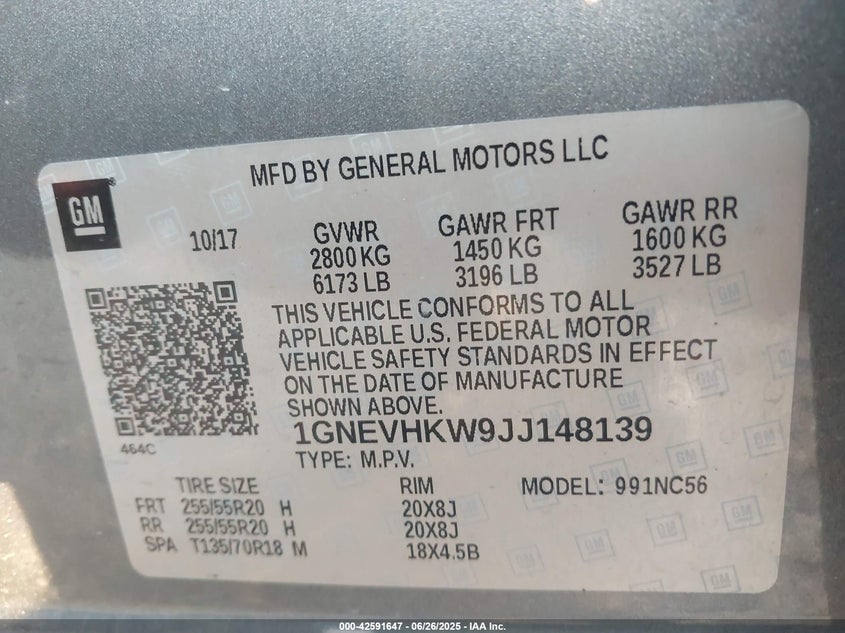 MFD BY GENERAL MOTORS LLC
GM
10/17
GVWR
2800 KG
6173 LB
GAWR FRT
1450 KG
3196 LB
GAWR RR
1600 KG
3527 LB
THIS VEHICLE CONFORMS TO ALL
APPLICABLE U.S. FEDERAL MOTOR
VEHICLE SAFETY STANDARDS IN EFFECT
ON THE DATE OF MANUFACTURE
SHOWN ABOVE.
464C
1GNEVHKW9JJ148139
TYPE: M.P.V.
MODEL: 991NC56
TIRE SIZE RIM
FRT 255/55R20 H 20X8J
RR 255/55R20 H 20X8J
SPA T135/70R18 M 18X4.5B
000-42591647 - 06/26/2025 - IAA Inc.